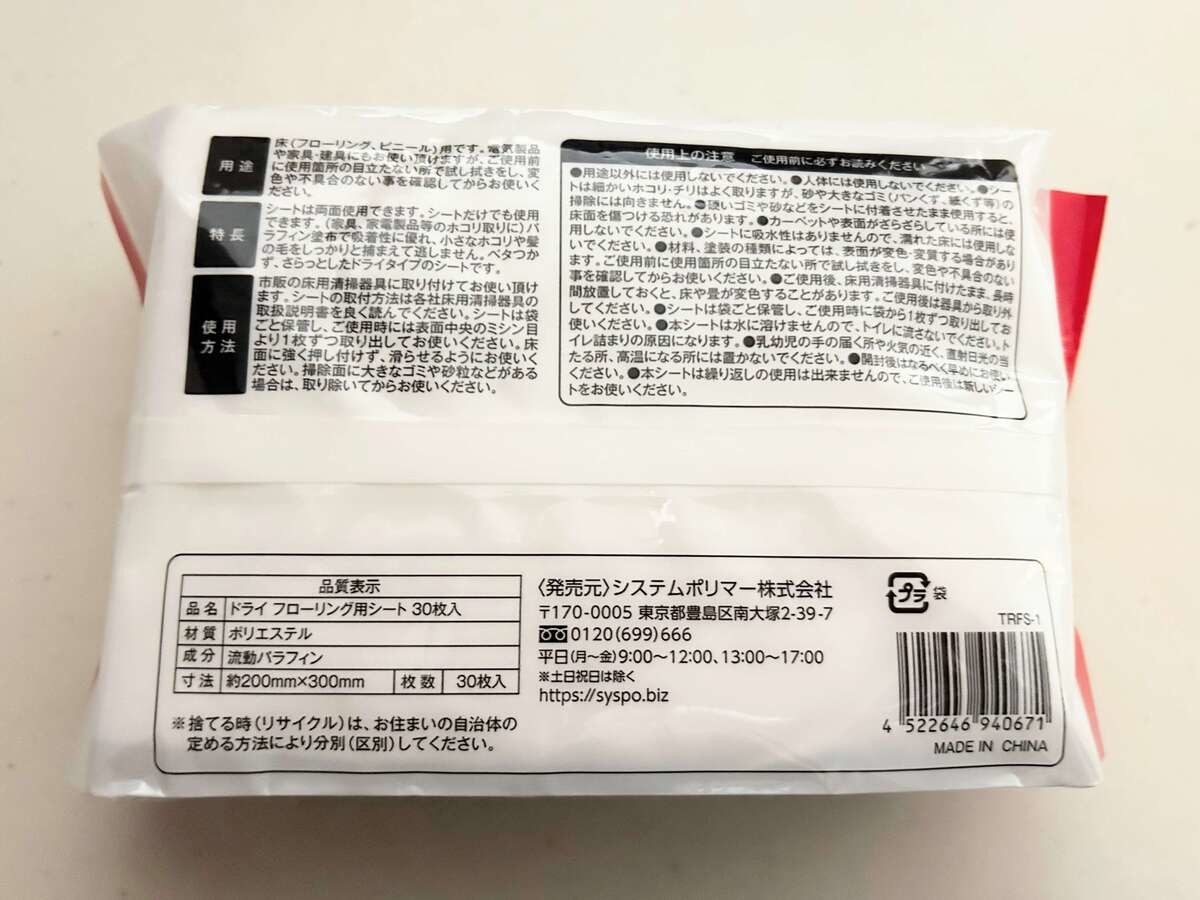 用途
床(フローリング、ビニール)用です。電気製品
や家具・建具にもお使い頂けますが、ご使用前
に使用箇所の目立たない所で試し拭きをし、変
色や不具合のない事を確認してからお使いく
ださい。
特長
シートは両面使用できます。シートだけでも使用
できます。(家具、家電製品等のホコリ取りに)パ
ラフィン塗布で吸着性に優れ、小さなホコリや髪
の毛をしっかりと捕まえて逃しません。ベタつか
ず、さらっとしたドライタイプのシートです。
使用
方法
市販の床用清掃器具に取り付けてお使い頂け
ます。シートの取付方法は各社床用清掃器具の
取扱説明書を良く読んでください。シートは袋
ごと保管し、ご使用時には表面中央のミシン目
より1枚ずつ取り出してお使いください。床
面に強く押し付けず、滑らせるようにお使いく
ださい。掃除面に大きなゴミや砂粒などがある
場合は、取り除いてからお使いください。
使用上の注意 ご使用前に必ずお読みください
●用途以外には使用しないでください。●人体には使用しないでください。●シー
トは細かいホコリ・チリはよく取りますが、砂や大きなゴミ(パンくず、紙くず等)の
掃除には向きません。●硬いゴミや砂などをシートに付着させたまま使用すると、
床面を傷つける恐れがあります。●カーペットや表面がざらざらしている所には使
用しないでください。●シートに吸水性はありませんので、濡れた床には使用しな
いでください。●材料、塗装の種類によっては、表面が変色・変質する場合があり
ます。ご使用前に使用箇所の目立たない所で試し拭きをし、変色や不具合のない
事を確認してからお使いください。●ご使用後、床用清掃器具に付けたまま、長時
間放置しておくと、床や畳が変色することがあります。ご使用後は器具から取り外
してください。●シートは袋ごと保管し、ご使用時に袋から1枚ずつ取り出してお
使いください。●本シートは水に溶けませんので、トイレに流さないでください。ト
イレ詰まりの原因になります。●乳幼児の手の届く所や火気の近く、直射日光の当
たる所、高温になる所には置かないでください。●開封後はなるべく早めにお使い
ください。●本シートは繰り返しの使用は出来ませんので、ご使用後は新しいシー
トをお使いください。
品質表示
品名 ドライ フローリング用シート 30枚入
材質 ポリエステル
成分 流動パラフィン
寸法 約200mm×300mm 枚数 30枚入
※捨てる時(リサイクル)は、お住まいの自治体の
定める方法により分別(区別)してください。
〈発売元〉システムポリマー株式会社
〒170-0005 東京都豊島区南大塚2-39-7
0120(699)666
平日(月〜金)9:00〜12:00、13:00〜17:00
※土日祝日は除く
https://syspo.biz
プラ 袋
TRFS-1
4 522646 940671
MADE IN CHINA